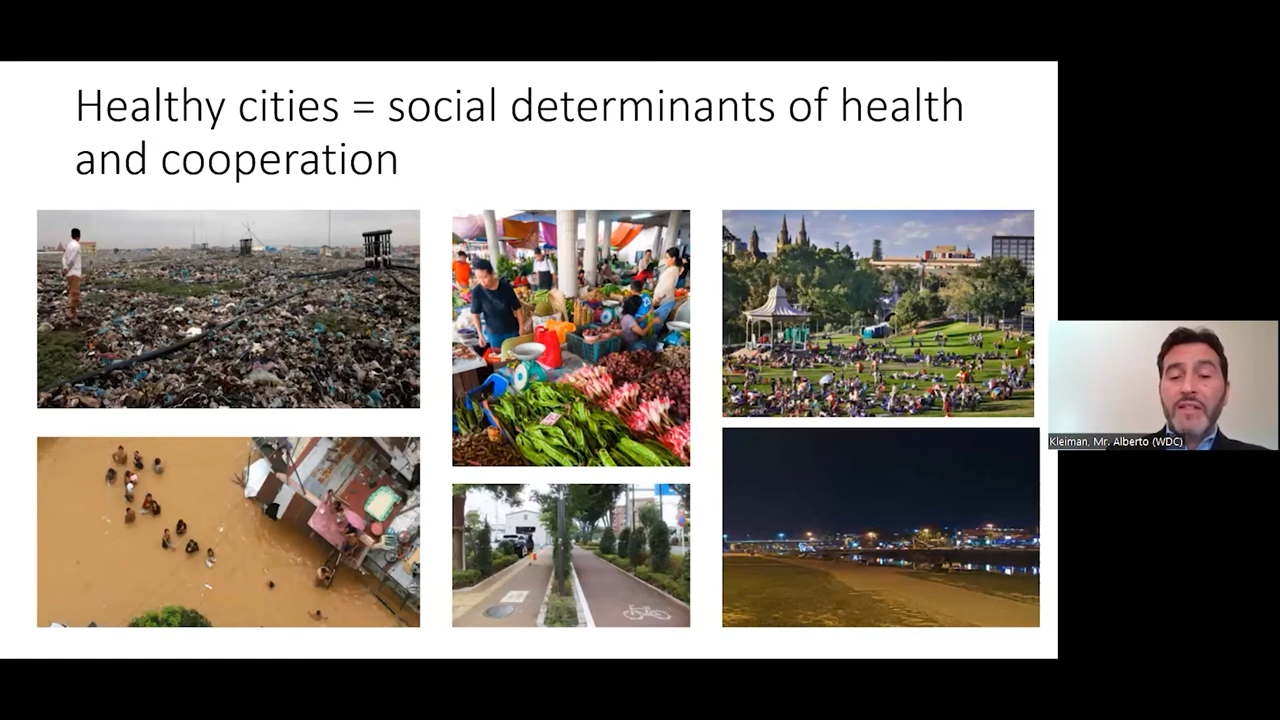 Healthy cities = social determinants of health
and cooperation
Kleiman, Mr. Alberto (WDC)